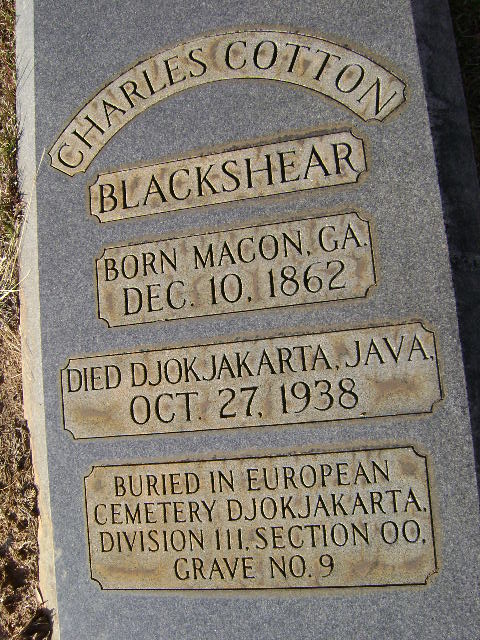 CHARLES COTTON
BLACKSHEAR
BORN MACON, GA.
DEC. 10, 1862
DIED DJOKJAKARTA, JAVA,
OCT. 27, 1938
BURIED IN EUROPEAN
CEMETERY DJOKJAKARTA.
DIVISION III, SECTION OO,
GRAVE NO. 9